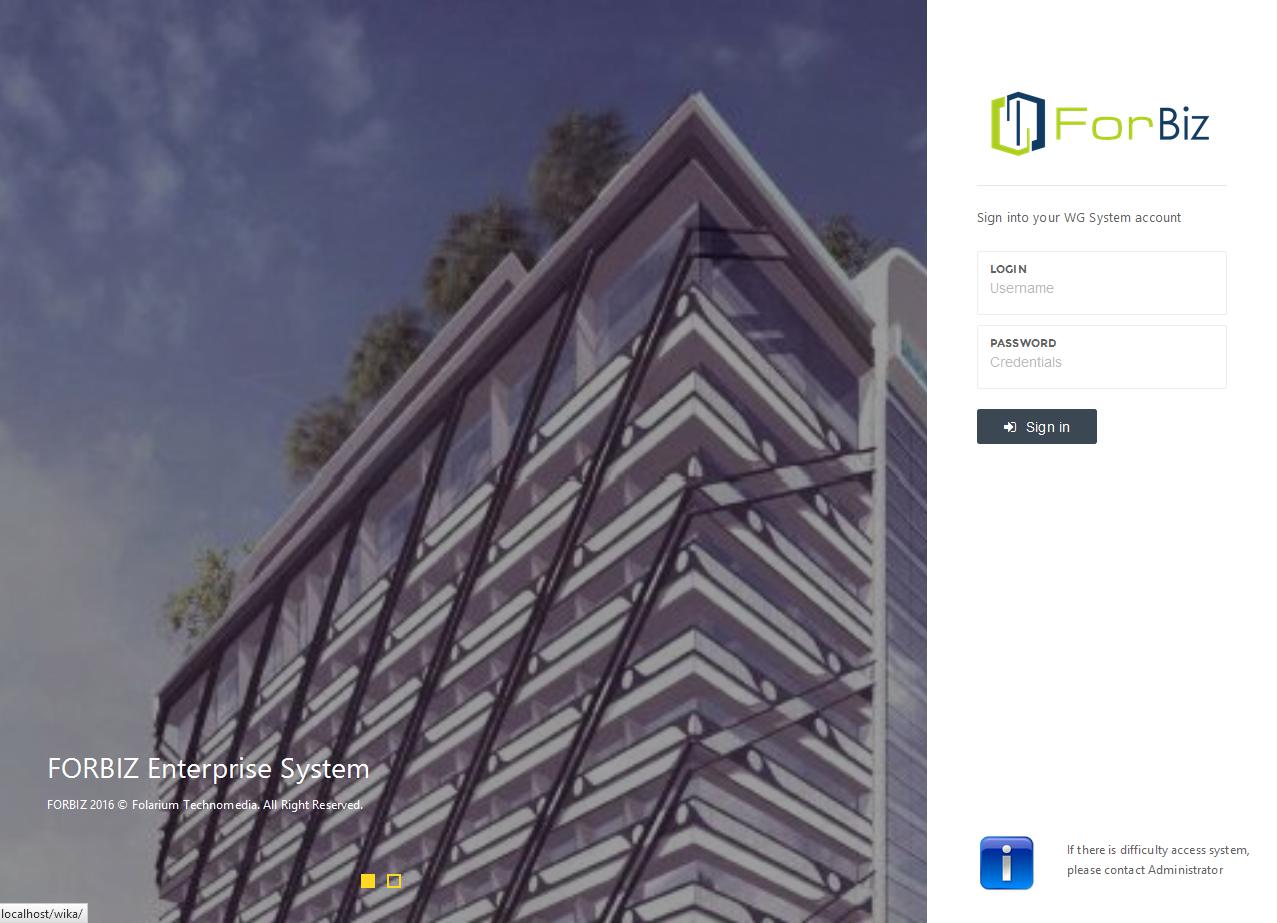 ForBiz
Sign into your WG System account
LOGIN
Username
PASSWORD
Credentials
Sign in
FORBIZ Enterprise System
FORBIZ 2016 © Folarium Technomedia. All Right Reserved.
If there is difficulty access system,
please contact Administrator
localhost/wika/